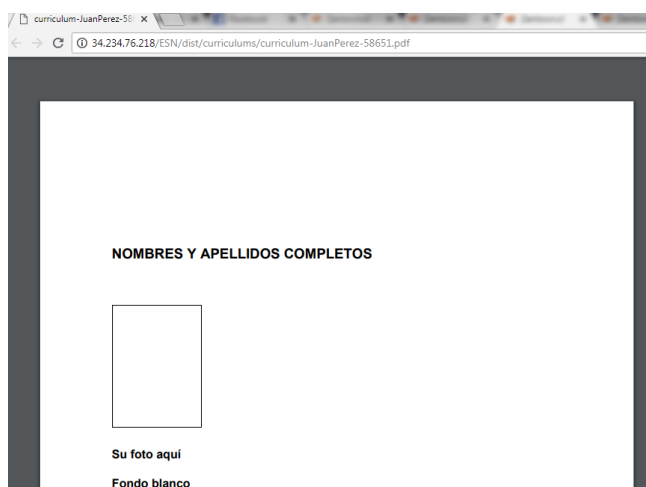 curriculum-JuanPerez-58
34.234.76.218/ESN/dist/curriculums/curriculum-JuanPerez-58651.pdf
NOMBRES Y APELLIDOS COMPLETOS
Su foto aquí
Fondo blanco